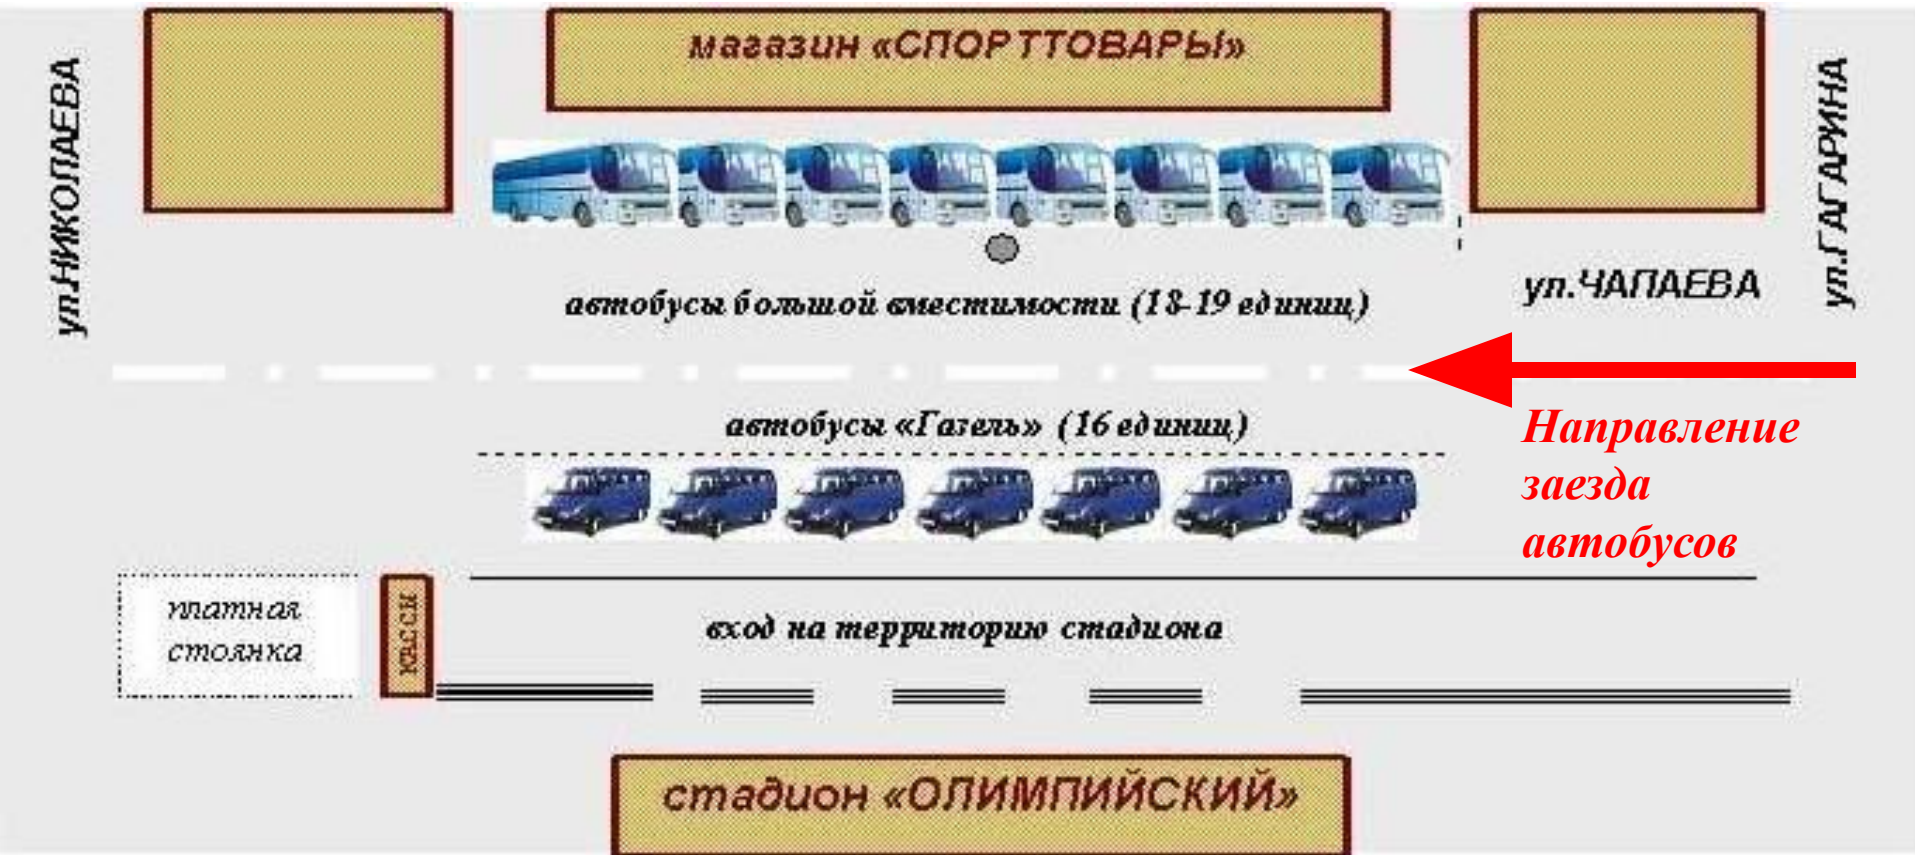 магазин «СПОРТТОВАРЫ»
ул.НИКОЛАЕВА
ул.ГАГАРИНА
ул.ЧАПАЕВА
автобусы большой вместимости (18-19 единиц)
автобусы «Газель» (16 единиц)
Направление
заезда
автобусов
платная
стоянка
КАССЫ
вход на территорию стадиона
стадион «ОЛИМПИЙСКИЙ»